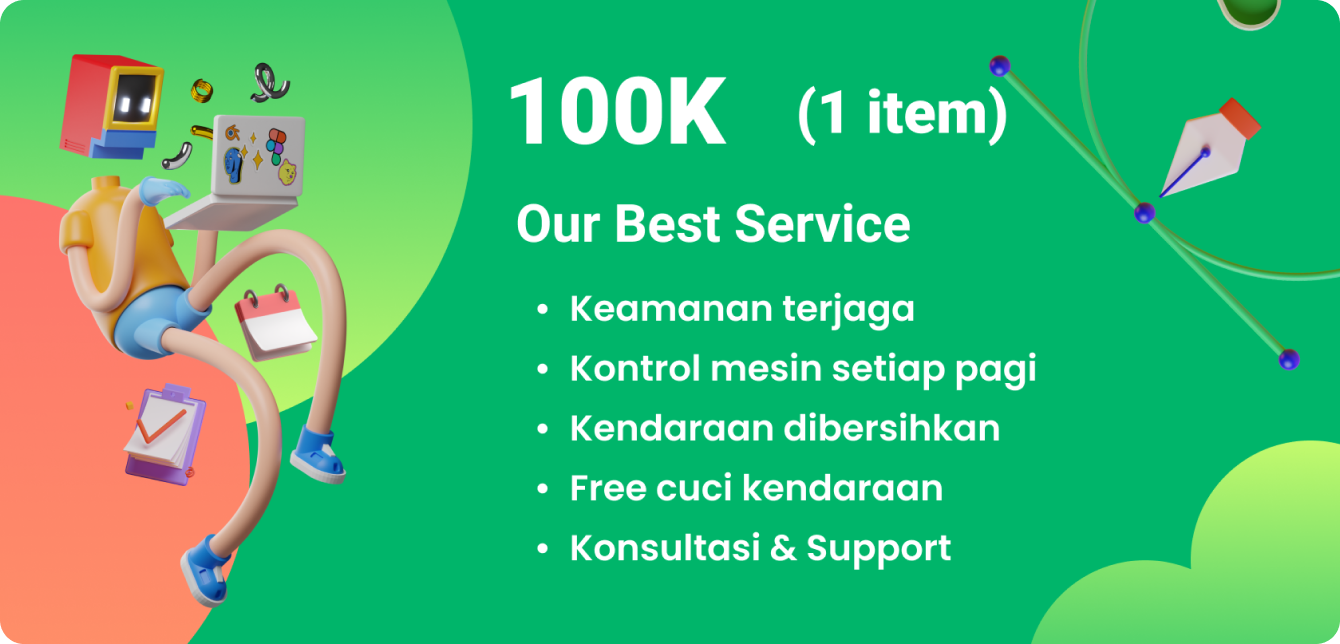 100K (1 item)
Our Best Service
• Keamanan terjaga
• Kontrol mesin setiap pagi
• Kendaraan dibersihkan
• Free cuci kendaraan
• Konsultasi & Support